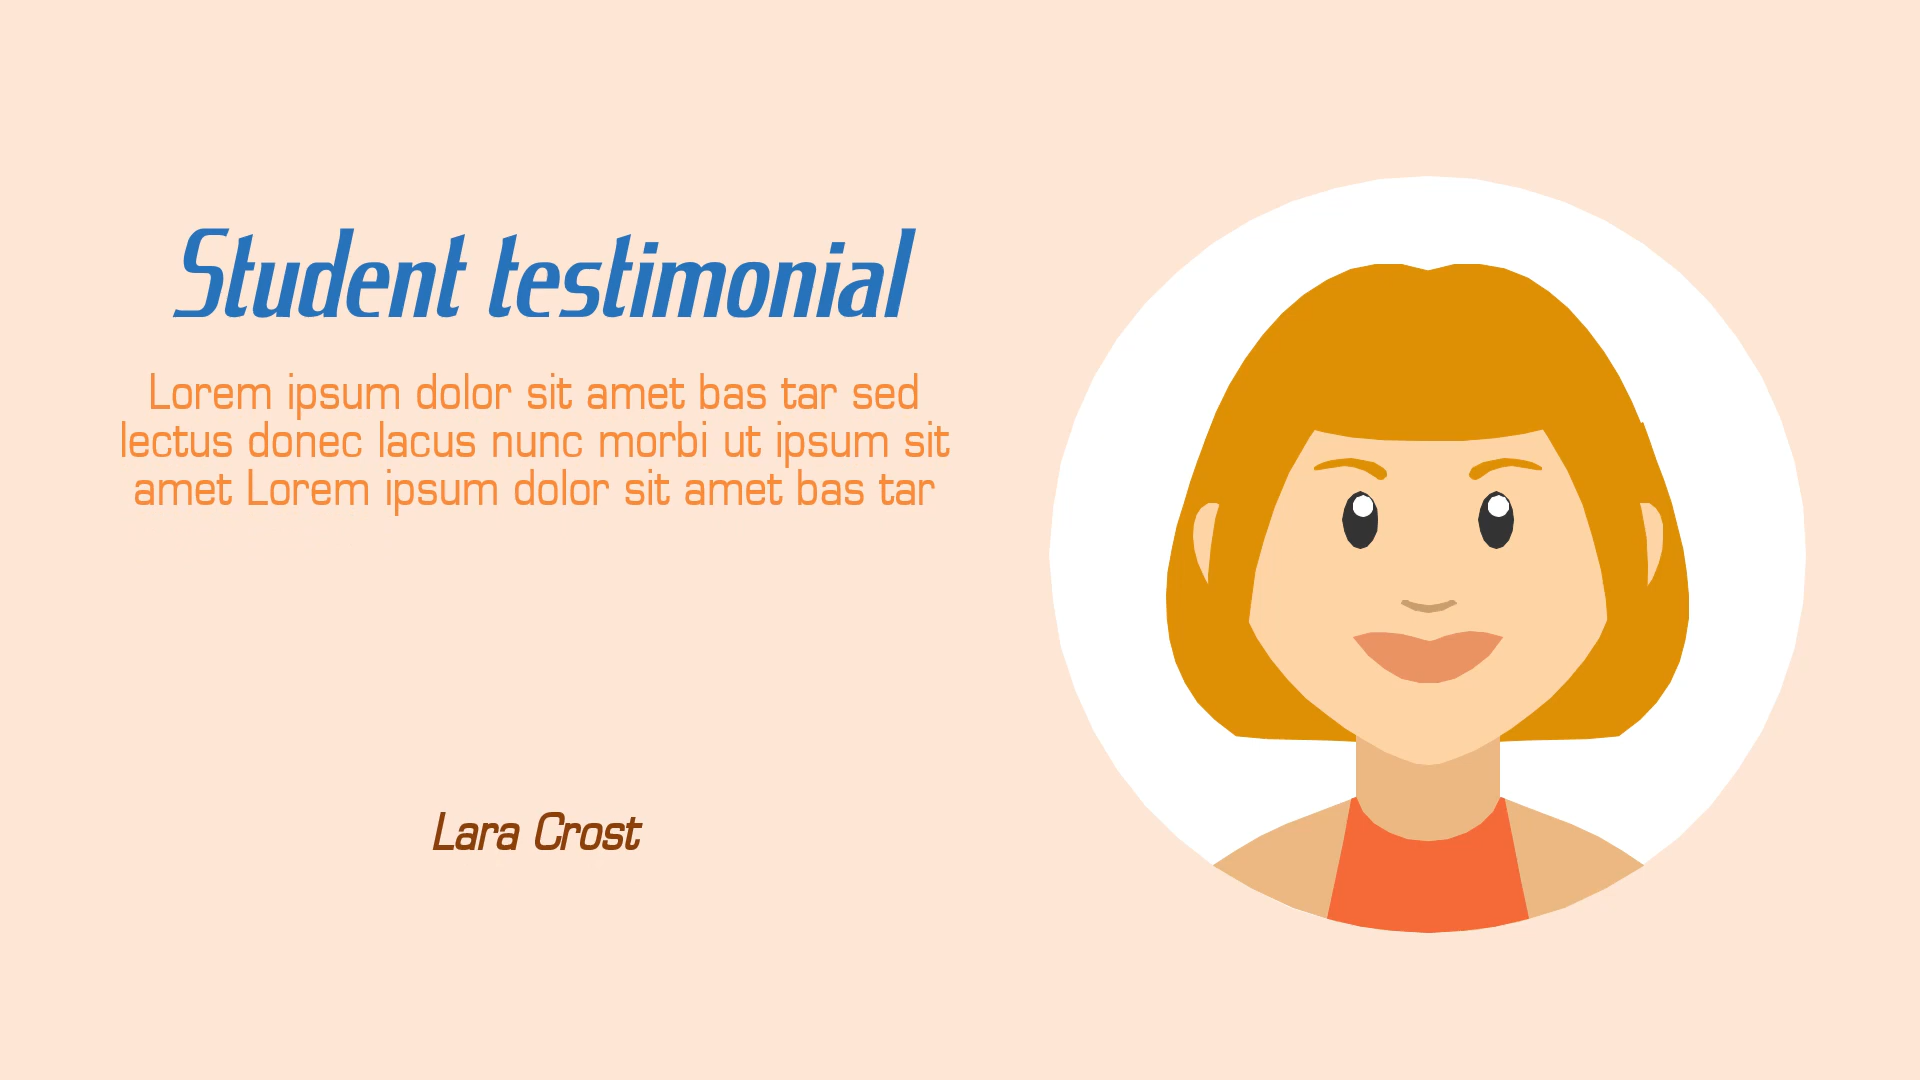 Student testimonial
Lorem ipsum dolor sit amet bas tar sed
lectus donec lacus nunc morbi ut ipsum sit
amet Lorem ipsum dolor sit amet bas tar
Lara Crost